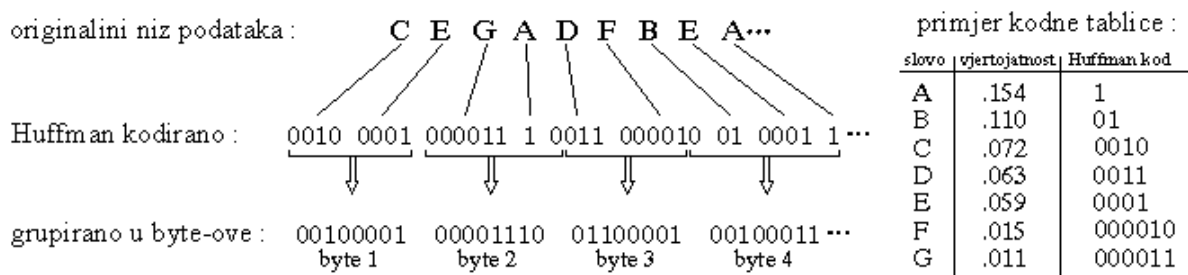 originalini niz podataka : C E G A D F B E A...
Huffman kodirano : 0010 0001 000011 1 0011 000010 01 0001 1 ...
grupirano u byte-ove : 00100001 00001110 01100001 00100011 ...
byte 1 byte 2 byte 3 byte 4
primjer kodne tablice :
slovo vjertojatnost Huffman kod
A .154 1
B .110 01
C .072 0010
D .063 0011
E .059 0001
F .015 000010
G .011 000011